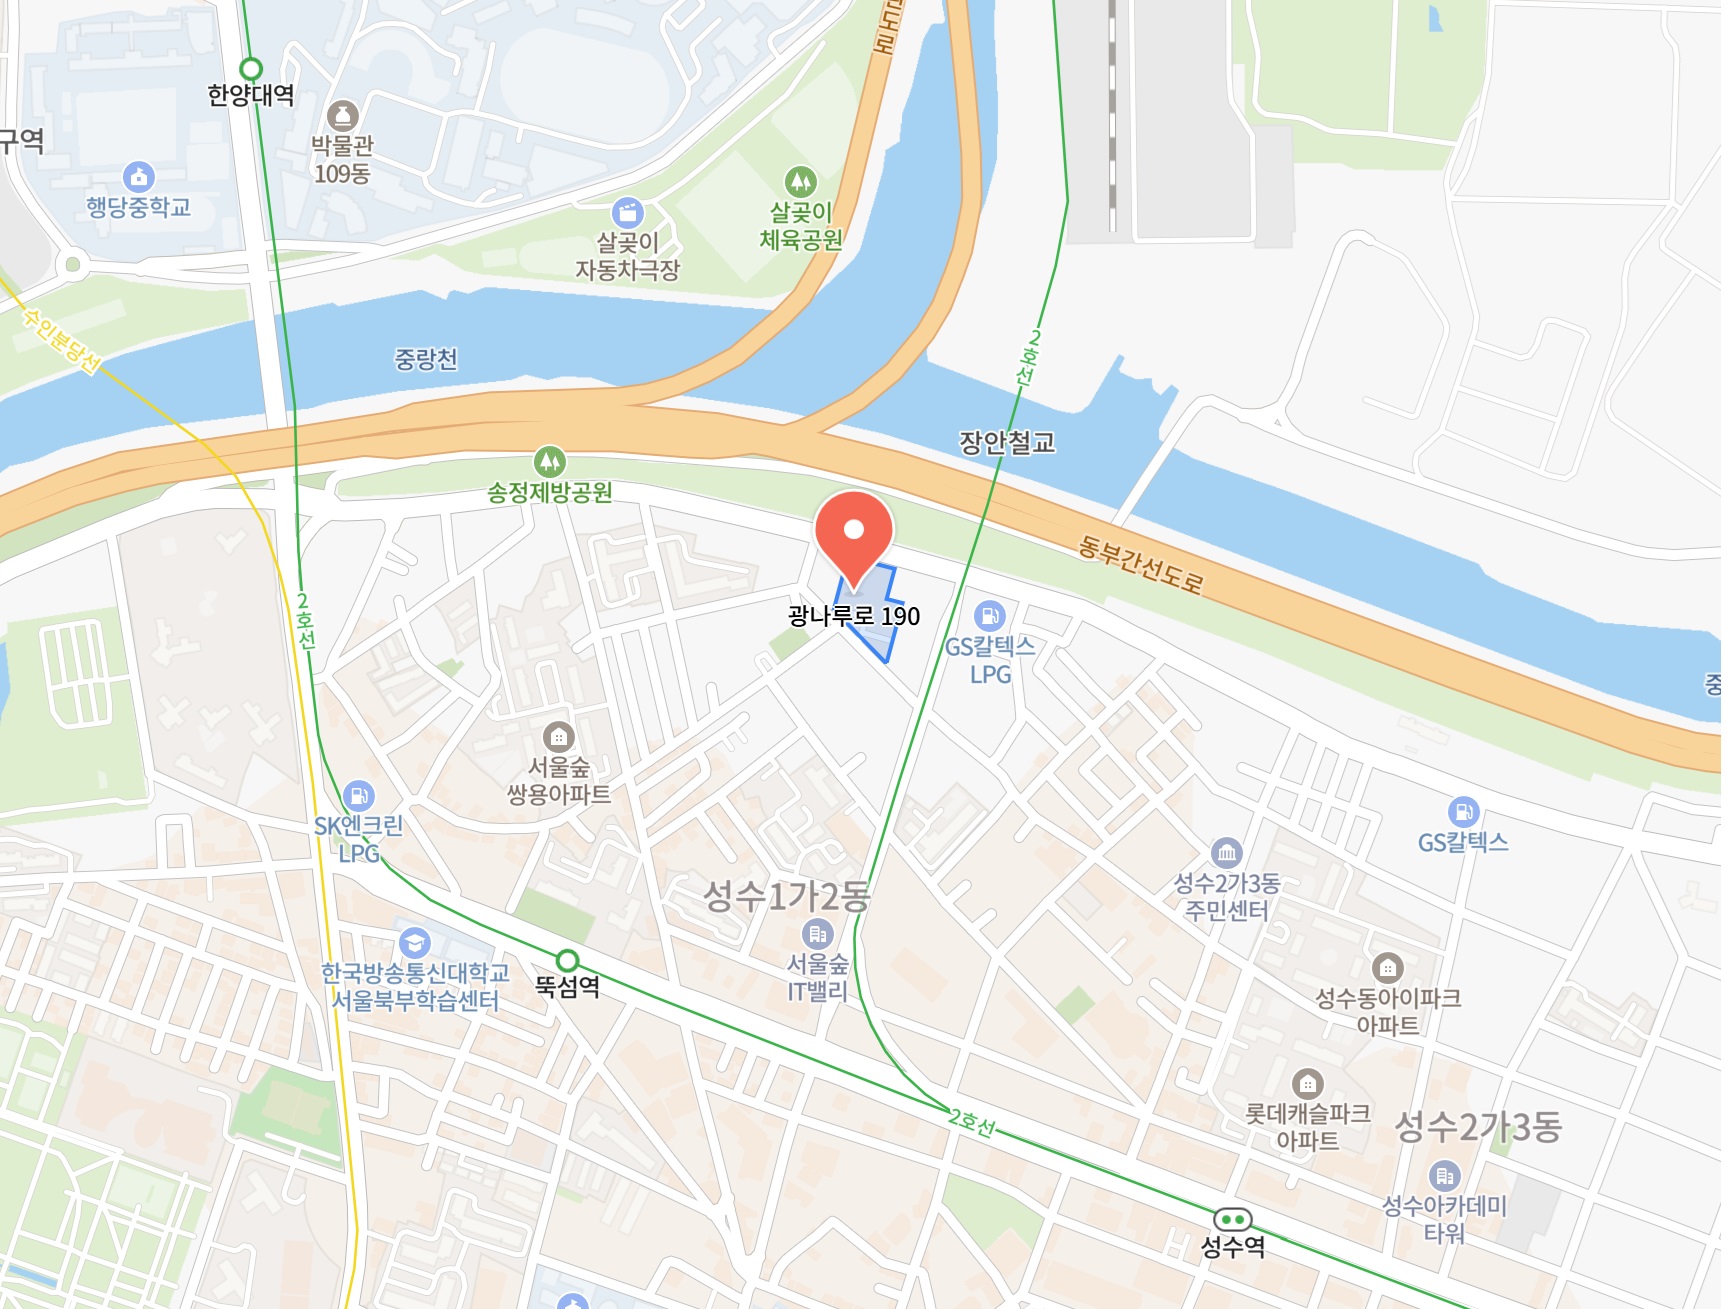 한양대역
구역
박물관
109동
행당중학교
살곶이
자동차극장
살곶이
체육공원
도로
수인분당선
중랑천
2호선
장안철교
송정제방공원
동부간선도로
광나루로 190
2호선
GS칼텍스
LPG
중
서울숲
쌍용아파트
SK엔크린
LPG
GS칼텍스
성수2가3동
주민센터
성수1가2동
서울숲
IT밸리
한국방송통신대학교
서울북부학습센터
뚝섬역
성수동아이파크
아파트
롯데캐슬파크
아파트
2호선
성수2가3동
성수아카데미
타워
성수역